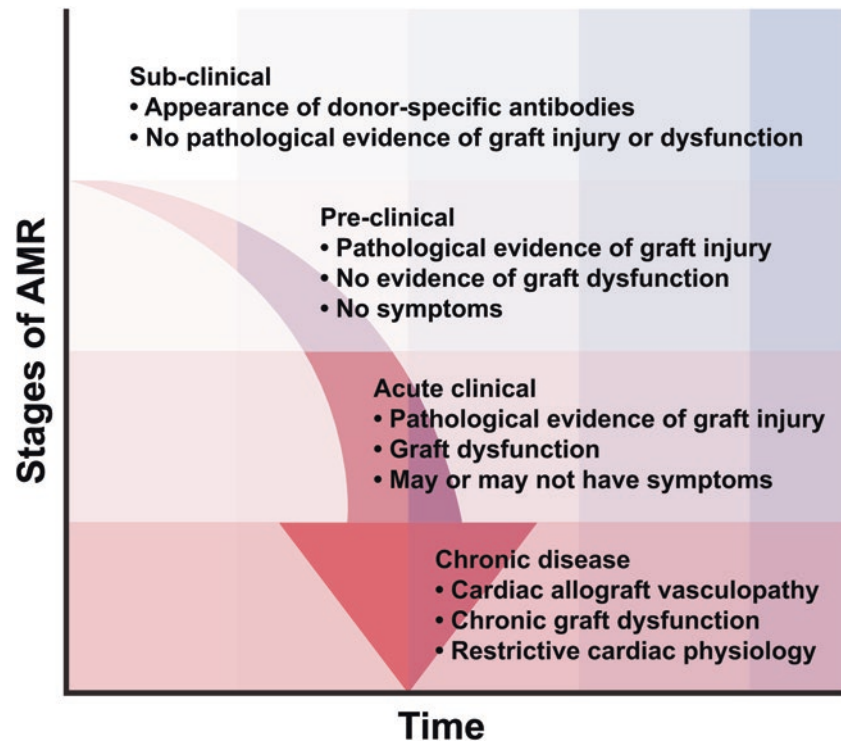 Stages of AMR
Sub-clinical
• Appearance of donor-specific antibodies
• No pathological evidence of graft injury or dysfunction
Pre-clinical
• Pathological evidence of graft injury
• No evidence of graft dysfunction
• No symptoms
Acute clinical
• Pathological evidence of graft injury
• Graft dysfunction
• May or may not have symptoms
Chronic disease
• Cardiac allograft vasculopathy
• Chronic graft dysfunction
• Restrictive cardiac physiology
Time